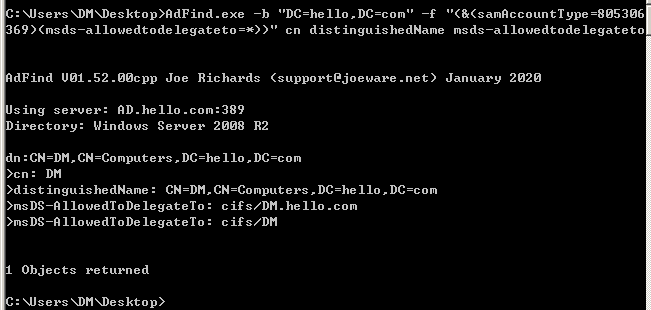 C:\Users\DM\Desktop>AdFind.exe -b "DC=hello,DC=com" -f "(&(samAccountType=805306
369)(msds-allowedtodelegateto=*))" cn distinguishedName msds-allowedtodelegateto
AdFind V01.52.00cpp Joe Richards (support@joeware.net) January 2020
Using server: AD.hello.com:389
Directory: Windows Server 2008 R2
dn:CN=DM,CN=Computers,DC=hello,DC=com
>cn: DM
>distinguishedName: CN=DM,CN=Computers,DC=hello,DC=com
>msDS-AllowedToDelegateTo: cifs/DM.hello.com
>msDS-AllowedToDelegateTo: cifs/DM
1 Objects returned
C:\Users\DM\Desktop>